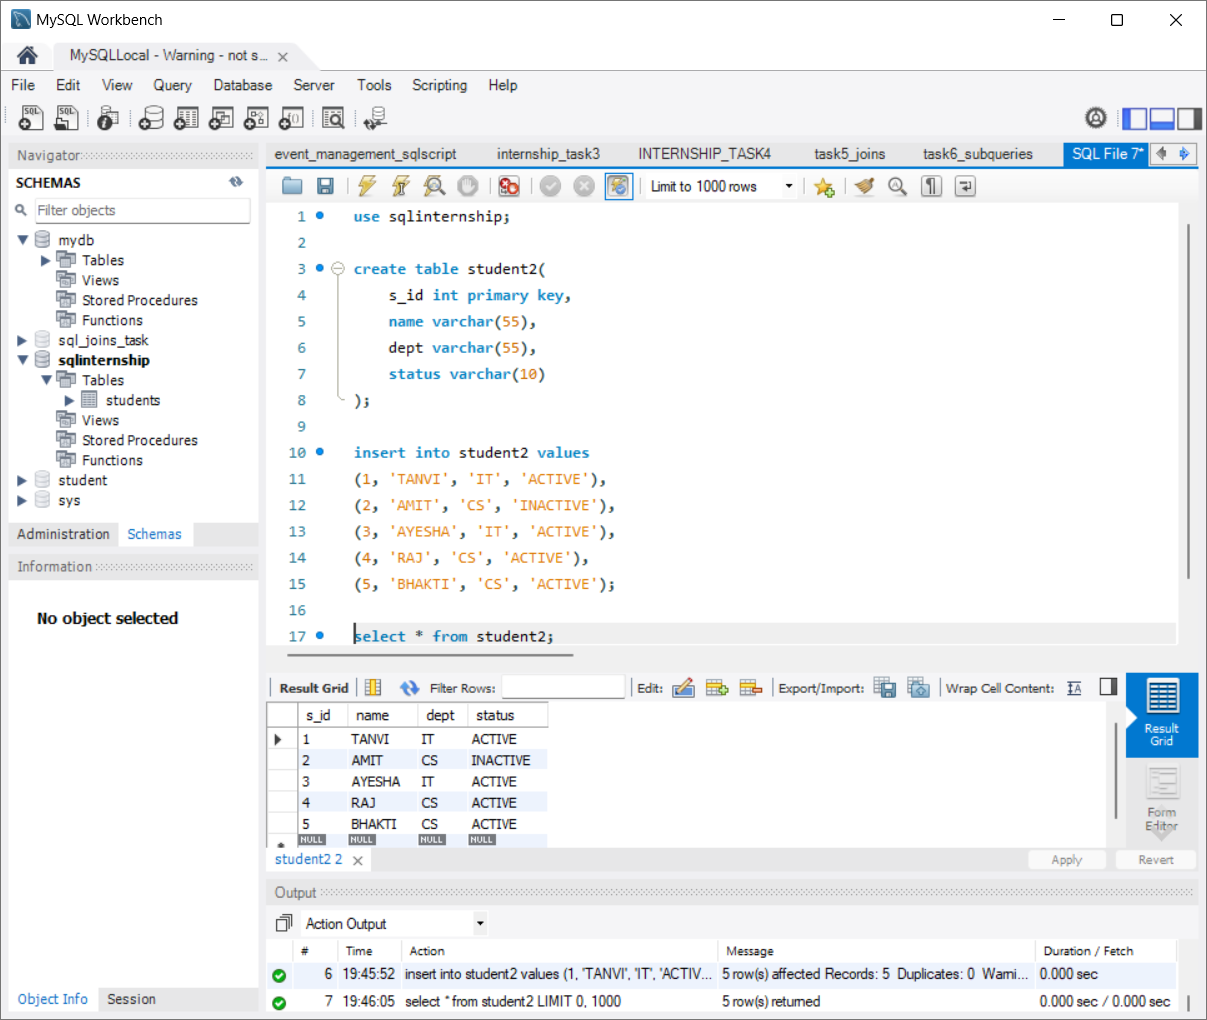 MySQL Workbench
MySQLLocal - Warning - not s...
File Edit View Query Database Server Tools Scripting Help
Navigator
SCHEMAS
Filter objects
mydb
Tables
Views
Stored Procedures
Functions
sql_joins_task
sqlinternship
Tables
students
Views
Stored Procedures
Functions
student
sys
Administration Schemas
Information
No object selected
Object Info Session
event_management_sqlscript internship_task3 INTERNSHIP_TASK4 task5_joins task6_subqueries SQL File 7*
Limit to 1000 rows
1 use sqlinternship;
2
3 create table student2(
4 s_id int primary key,
5 name varchar(55),
6 dept varchar(55),
7 status varchar(10)
8 );
9
10 insert into student2 values
11 (1, 'TANVI', 'IT', 'ACTIVE'),
12 (2, 'AMIT', 'CS', 'INACTIVE'),
13 (3, 'AYESHA', 'IT', 'ACTIVE'),
14 (4, 'RAJ', 'CS', 'ACTIVE'),
15 (5, 'BHAKTI', 'CS', 'ACTIVE');
16
17 select * from student2;
Result Grid Filter Rows: Edit: Export/Import: Wrap Cell Content:
s_id name dept status
1 TANVI IT ACTIVE
2 AMIT CS INACTIVE
3 AYESHA IT ACTIVE
4 RAJ CS ACTIVE
5 BHAKTI CS ACTIVE
NULL NULL NULL NULL
Result
Grid
Form
Editor
student2 2 Apply Revert
Output
Action Output
# Time Action Message Duration / Fetch
6 19:45:52 insert into student2 values (1, 'TANVI', 'IT', 'ACTIV... 5 row(s) affected Records: 5 Duplicates: 0 Warni... 0.000 sec
7 19:46:05 select * from student2 LIMIT 0, 1000 5 row(s) returned 0.000 sec / 0.000 sec